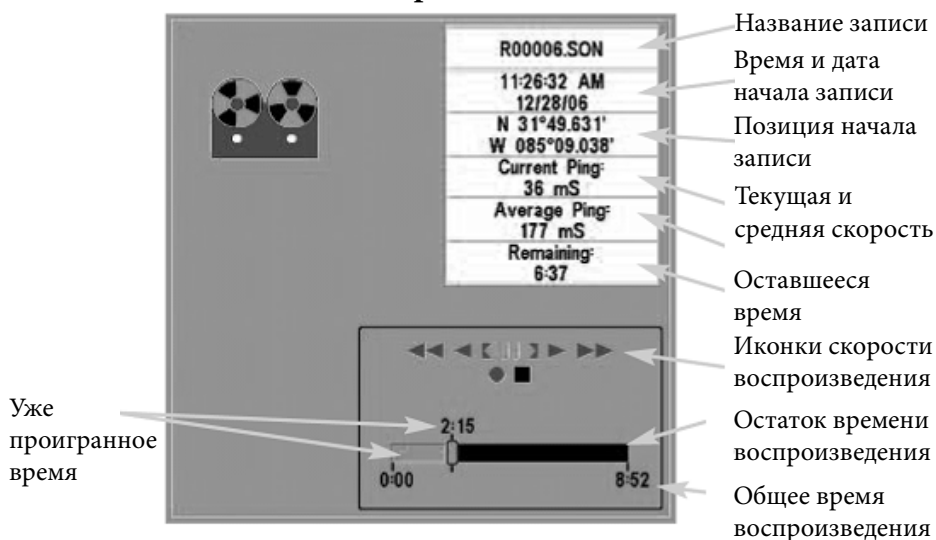 R00006.SON
11:26:32 AM
12/28/06
N 31°49.631'
W 085°09.038'
Current Ping:
36 mS
Average Ping:
177 mS
Remaining:
6:37
2:15
0:00
8:52
Название записи
Время и дата
начала записи
Позиция начала
записи
Текущая и
средняя скорость
Оставшееся
время
Иконки скорости
воспроизведения
Остаток времени
воспроизведения
Общее время
воспроизведения
Уже
проигранное
время